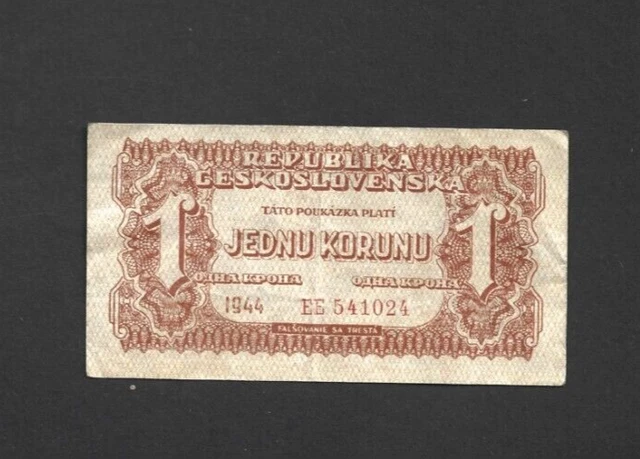 REPUBLIKA
ČESKOSLOVENSKÁ
TÁTO POUKÁZKA PLATÍ
1 JEDNU KORUNU 1
ОДНА КРОНА ОДНА КРОНА
1944 EE 541024
FALŠOVANIE SA TRESTÁ